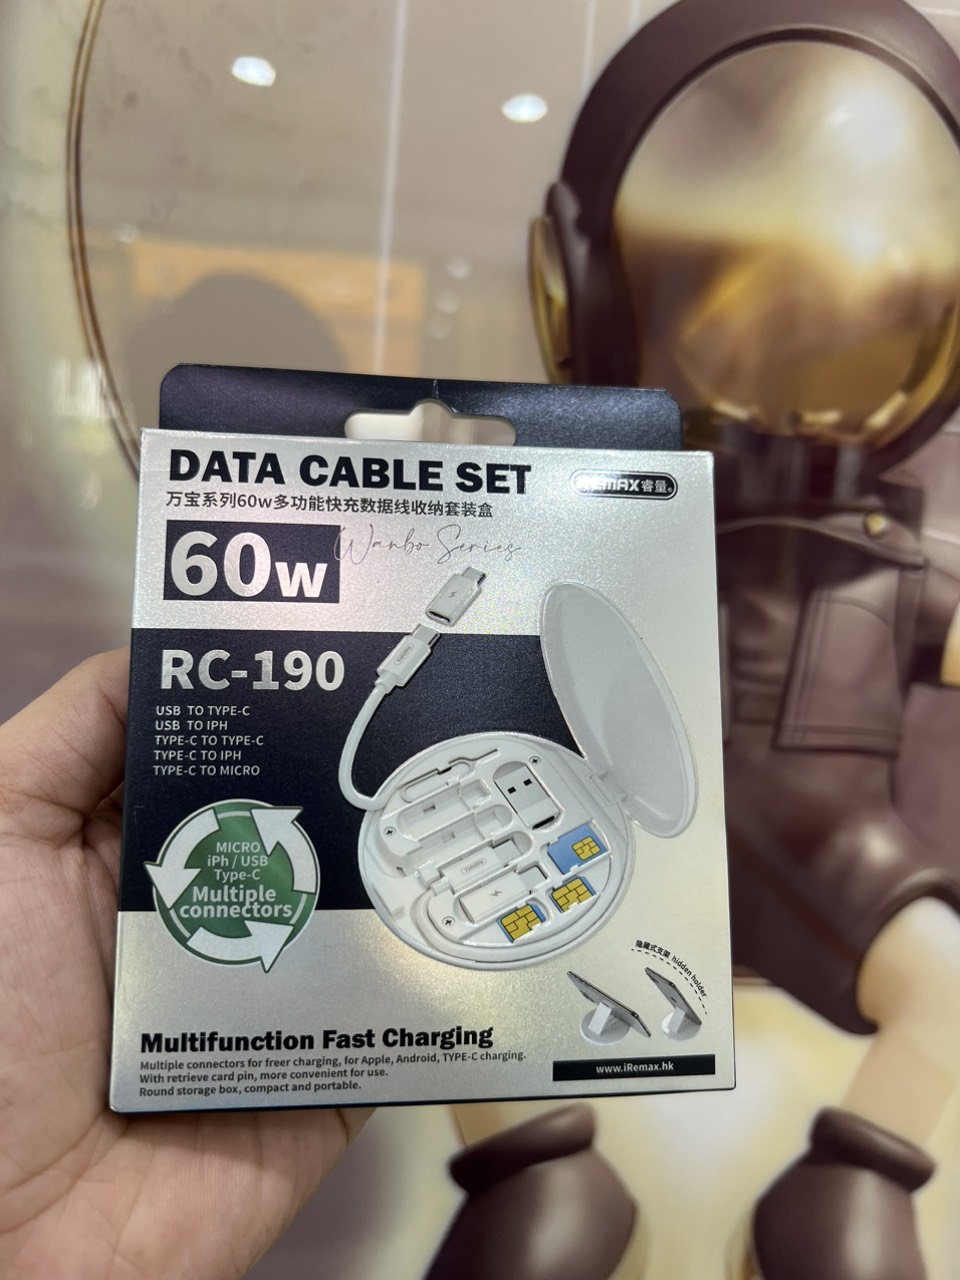 DATA CABLE SET
REMAX睿量®
万宝系列60w多功能快充数据线收纳套装盒
60w
Wanbo Series
RC-190
USB TO TYPE-C
USB TO IPH
TYPE-C TO TYPE-C
TYPE-C TO IPH
TYPE-C TO MICRO
MICRO
iPh / USB
Type-C
Multiple
connectors
隐藏式支架 hidden holder
Multifunction Fast Charging
Multiple connectors for freer charging, for Apple, Android, TYPE-C charging.
With retrieve card pin, more convenient for use.
Round storage box, compact and portable.
www.iRemax.hk